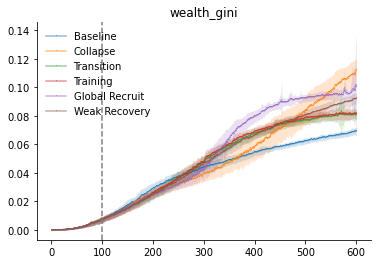 wealth_gini
0.14
0.12
0.10
0.08
0.06
0.04
0.02
0.00
Baseline
Collapse
Transition
Training
Global Recruit
Weak Recovery
0 100 200 300 400 500 600